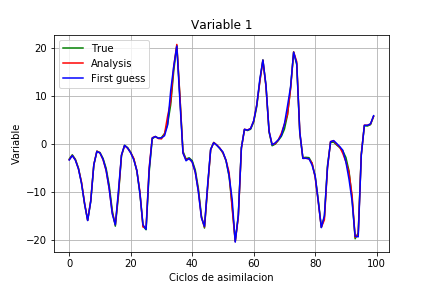 Variable 1
True
Analysis
First guess
Variable
20
10
0
−10
−20
0 20 40 60 80 100
Ciclos de asimilacion